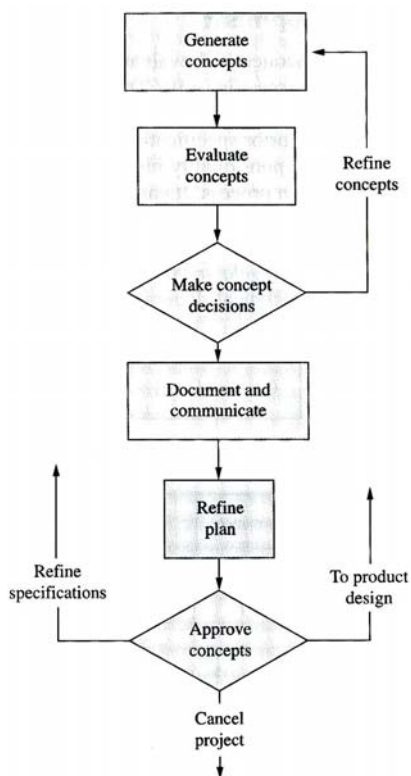 Generate
concepts
Evaluate
concepts
Refine
concepts
Make concept
decisions
Document and
communicate
Refine
plan
Refine
specifications
To product
design
Approve
concepts
Cancel
project